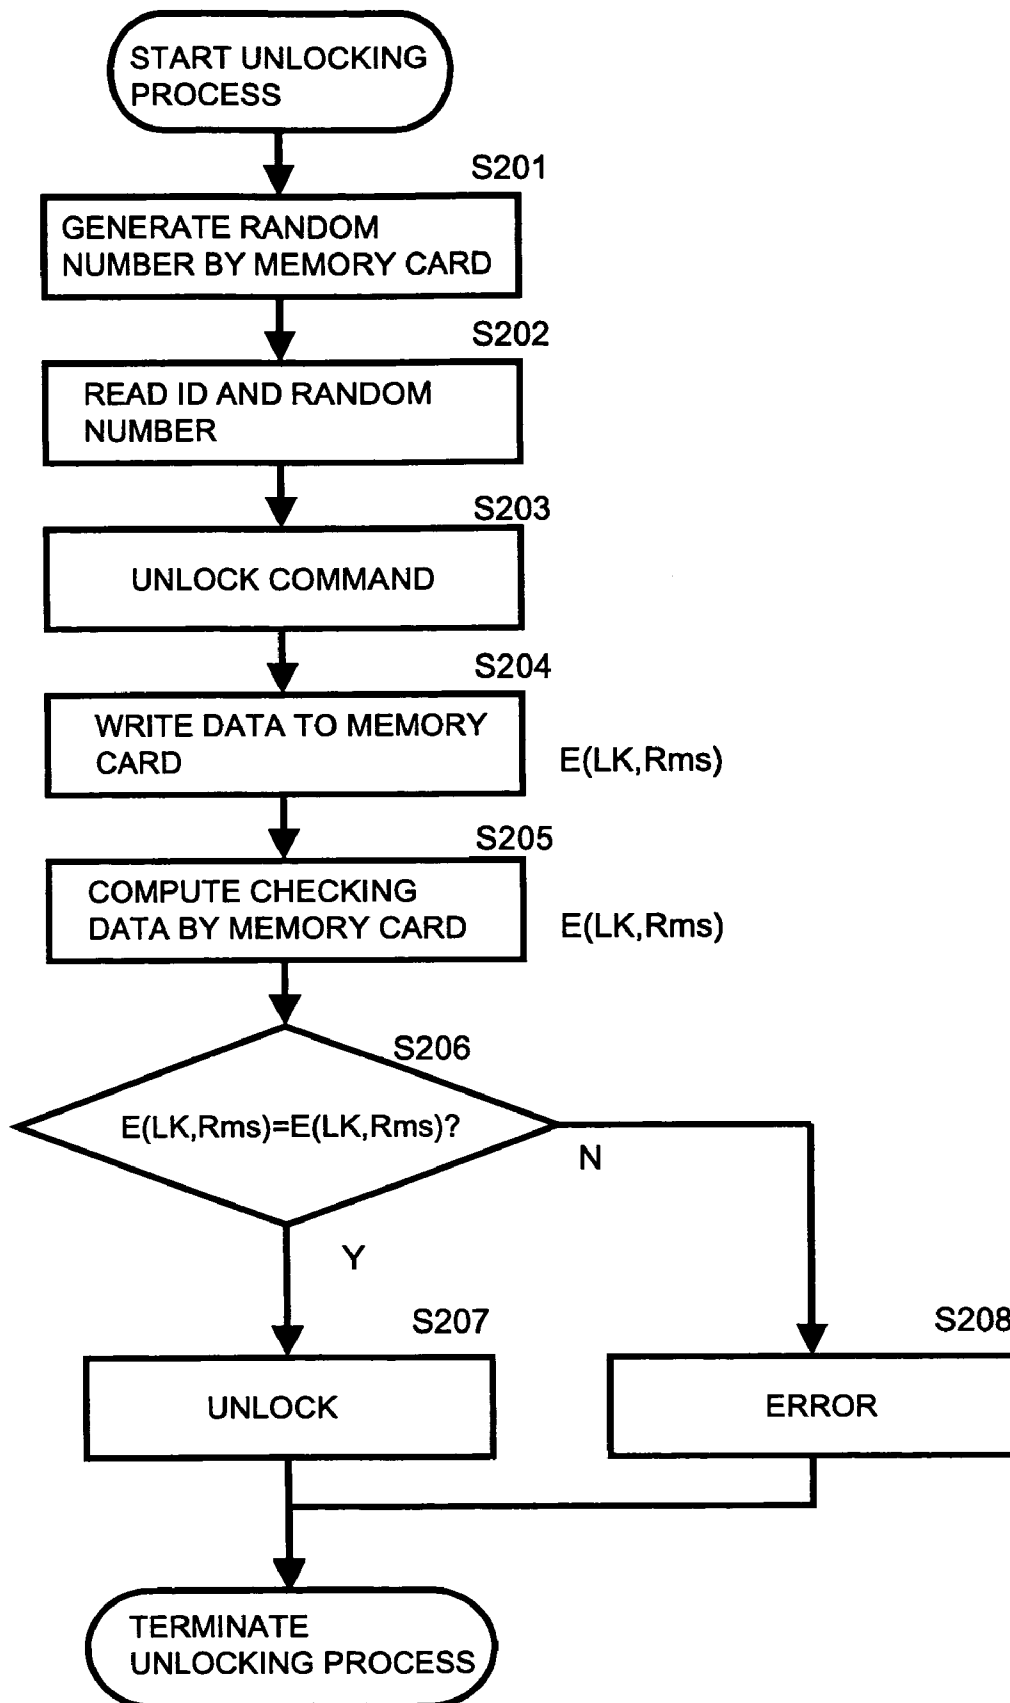 START UNLOCKING
PROCESS
S201
GENERATE RANDOM
NUMBER BY MEMORY CARD
S202
READ ID AND RANDOM
NUMBER
S203
UNLOCK COMMAND
S204
WRITE DATA TO MEMORY
CARD
E(LK,Rms)
S205
COMPUTE CHECKING
DATA BY MEMORY CARD
E(LK,Rms)
S206
E(LK,Rms)=E(LK,Rms)?
N
Y
S207
S208
UNLOCK
ERROR
TERMINATE
UNLOCKING PROCESS